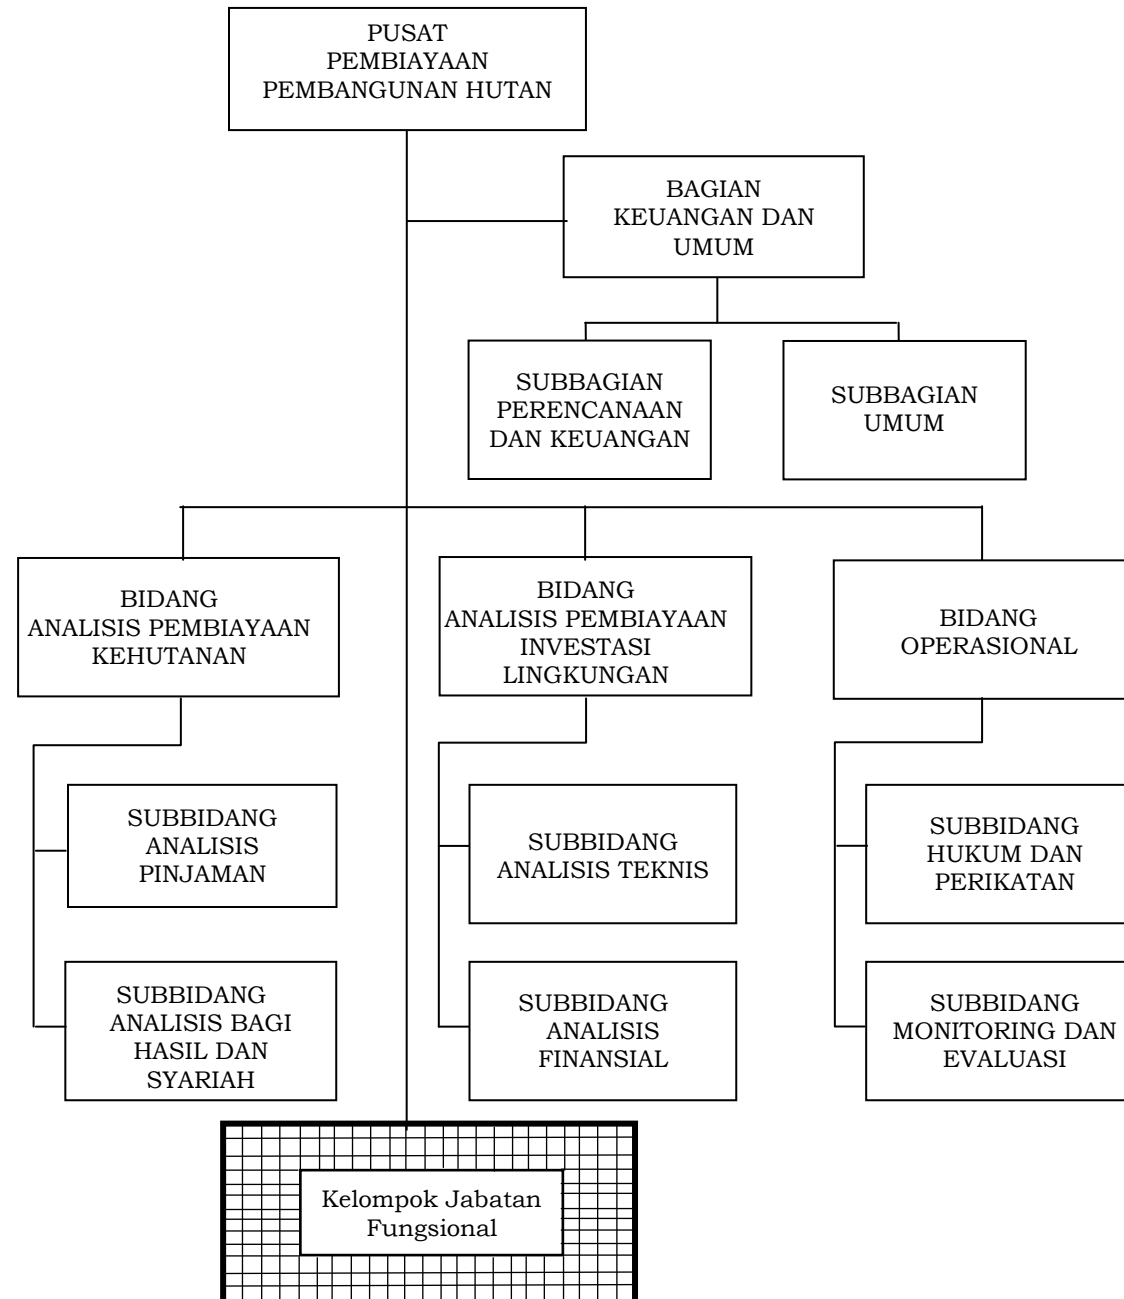 PUSAT
PEMBIAYAAN
PEMBANGUNAN HUTAN
BAGIAN
KEUANGAN DAN
UMUM
SUBBAGIAN
PERENCANAAN
DAN KEUANGAN
SUBBAGIAN
UMUM
BIDANG
ANALISIS PEMBIAYAAN
KEHUTANAN
BIDANG
ANALISIS PEMBIAYAAN
INVESTASI
LINGKUNGAN
BIDANG
OPERASIONAL
SUBBIDANG
ANALISIS
PINJAMAN
SUBBIDANG
ANALISIS TEKNIS
SUBBIDANG
HUKUM DAN
PERIKATAN
SUBBIDANG
ANALISIS BAGI
HASIL DAN
SYARIAH
SUBBIDANG
ANALISIS
FINANSIAL
SUBBIDANG
MONITORING DAN
EVALUASI
Kelompok Jabatan
Fungsional